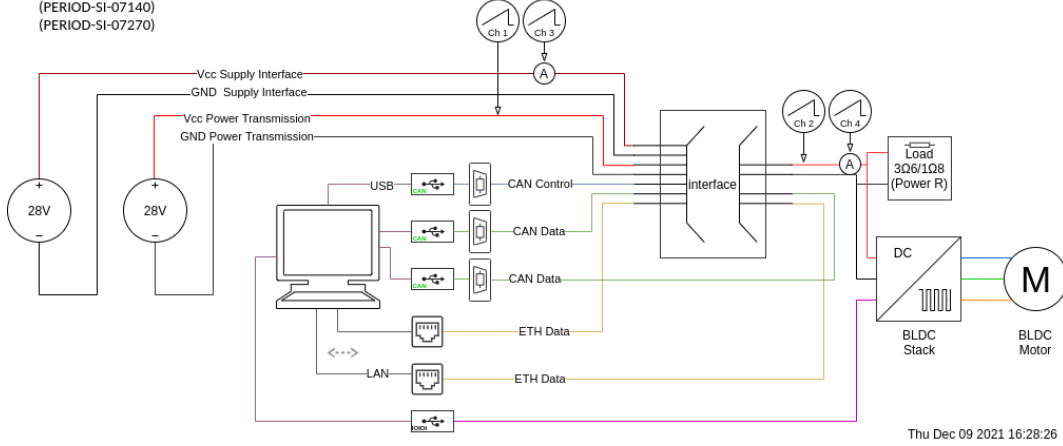 (PERIOD-SI-07140)
(PERIOD-SI-07270)
Ch 1
Ch 3
Vcc Supply Interface
A
GND Supply Interface
Vcc Power Transmission
GND Power Transmission
Ch 2
Ch 4
A
Load
3Ω6/1Ω8
(Power R)
USB
CAN
CAN Control
interface
+
28V
−
+
28V
−
CAN
CAN Data
CAN
CAN Data
DC
M
ETH Data
BLDC
Stack
BLDC
Motor
LAN
ETH Data
IOIOI
Thu Dec 09 2021 16:28:26